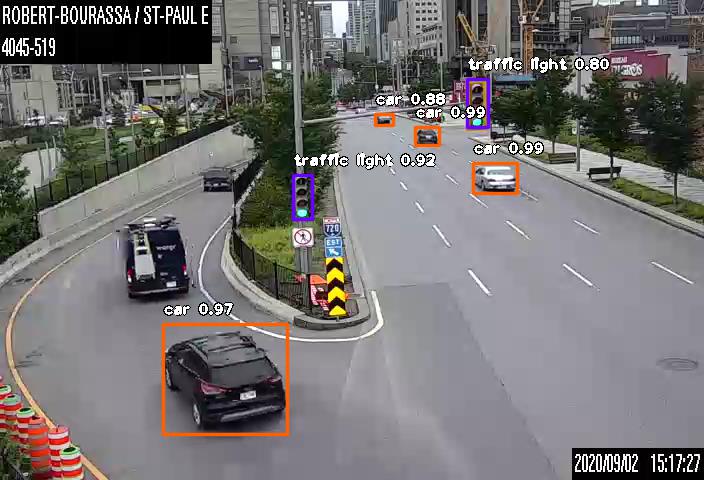 ROBERT-BOURASSA / ST-PAUL E
4045-519
traffic light 0.80
car 0.88
car 0.99
car 0.99
traffic light 0.92
720
EST
car 0.97
2020/09/02 15:17:27